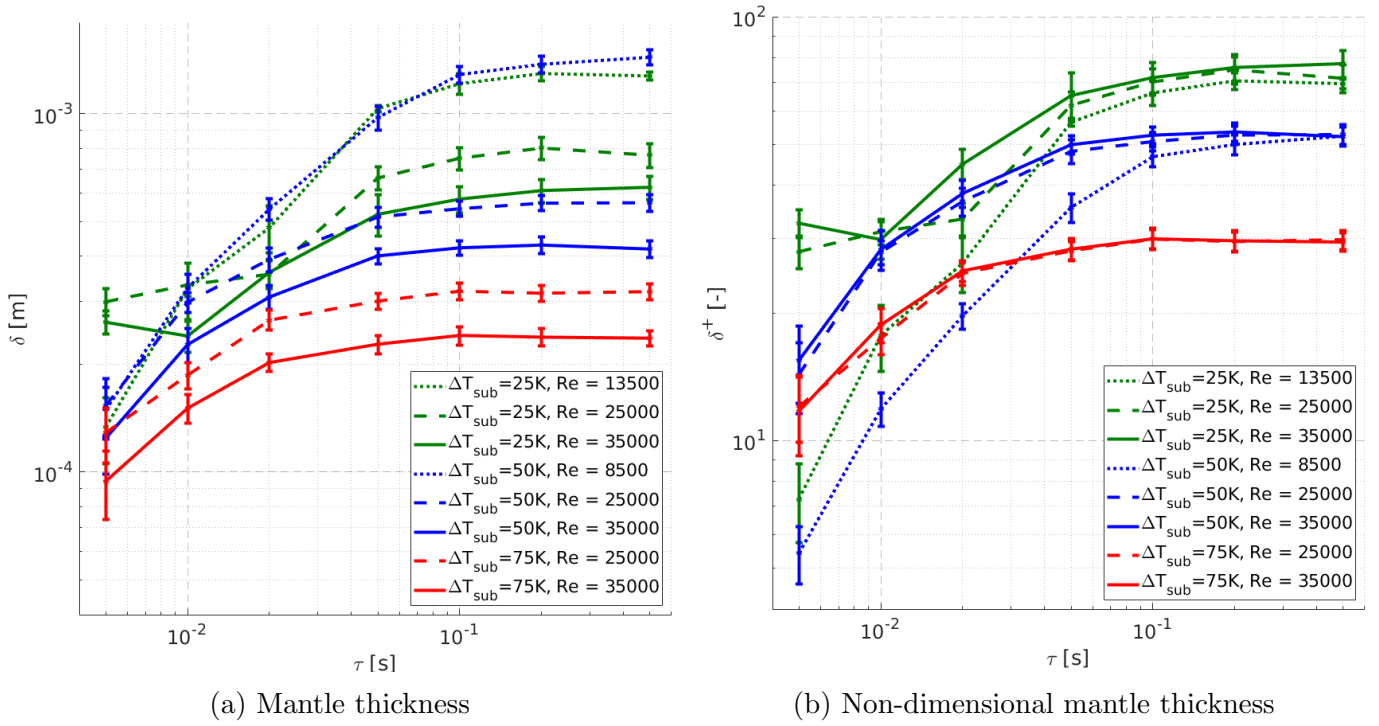 10⁻³
10⁻⁴
δ [m]
10⁻²
10⁻¹
τ [s]
ΔT_sub=25K, Re = 13500
ΔT_sub=25K, Re = 25000
ΔT_sub=25K, Re = 35000
ΔT_sub=50K, Re = 8500
ΔT_sub=50K, Re = 25000
ΔT_sub=50K, Re = 35000
ΔT_sub=75K, Re = 25000
ΔT_sub=75K, Re = 35000
(a) Mantle thickness
10²
10¹
δ⁺ [-]
10⁻²
10⁻¹
τ [s]
ΔT_sub=25K, Re = 13500
ΔT_sub=25K, Re = 25000
ΔT_sub=25K, Re = 35000
ΔT_sub=50K, Re = 8500
ΔT_sub=50K, Re = 25000
ΔT_sub=50K, Re = 35000
ΔT_sub=75K, Re = 25000
ΔT_sub=75K, Re = 35000
(b) Non-dimensional mantle thickness